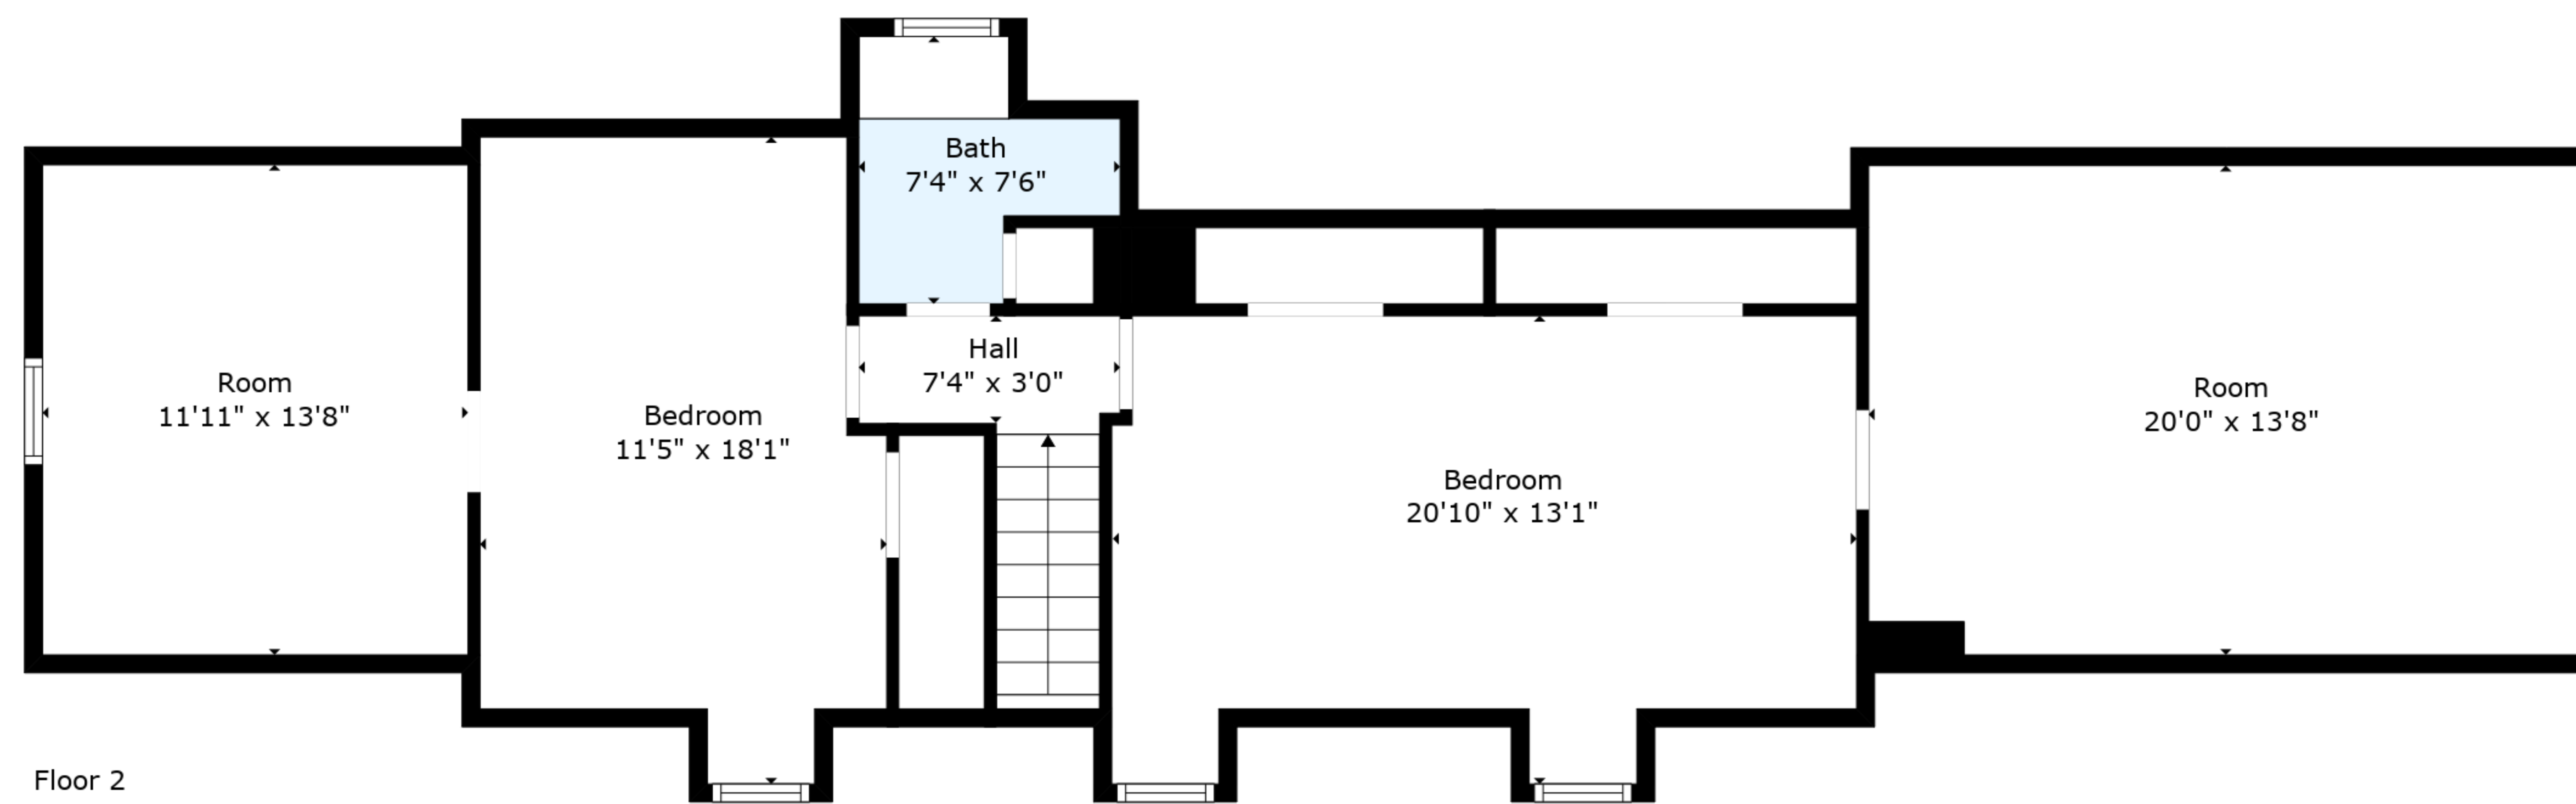 Bath
7'4" x 7'6"
Hall
7'4" x 3'0"
Room
11'11" x 13'8"
Bedroom
11'5" x 18'1"
Bedroom
20'10" x 13'1"
Room
20'0" x 13'8"
Floor 2